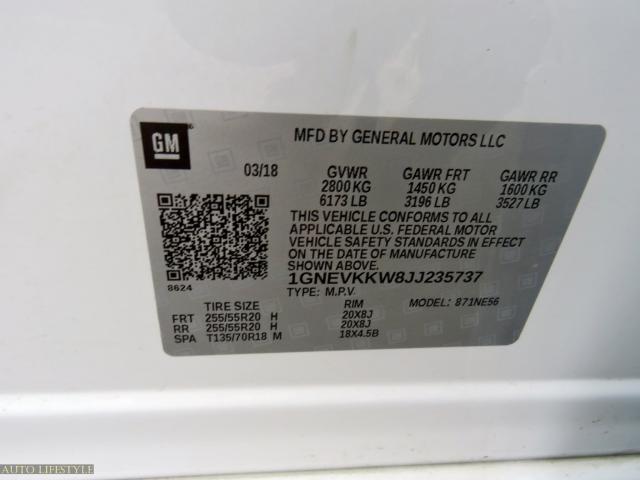 GM
MFD BY GENERAL MOTORS LLC
03/18 GVWR GAWR FRT GAWR RR
2800 KG 1450 KG 1600 KG
6173 LB 3196 LB 3527 LB
THIS VEHICLE CONFORMS TO ALL
APPLICABLE U.S. FEDERAL MOTOR
VEHICLE SAFETY STANDARDS IN EFFECT
ON THE DATE OF MANUFACTURE
SHOWN ABOVE.
8624
1GNEVKKW8JJ235737
TYPE: M.P.V. MODEL: 871NE56
TIRE SIZE RIM
FRT 255/55R20 H 20X8J
RR 255/55R20 H 20X8J
SPA T135/70R18 M 18X4.5B
AUTO LIFESTYLE